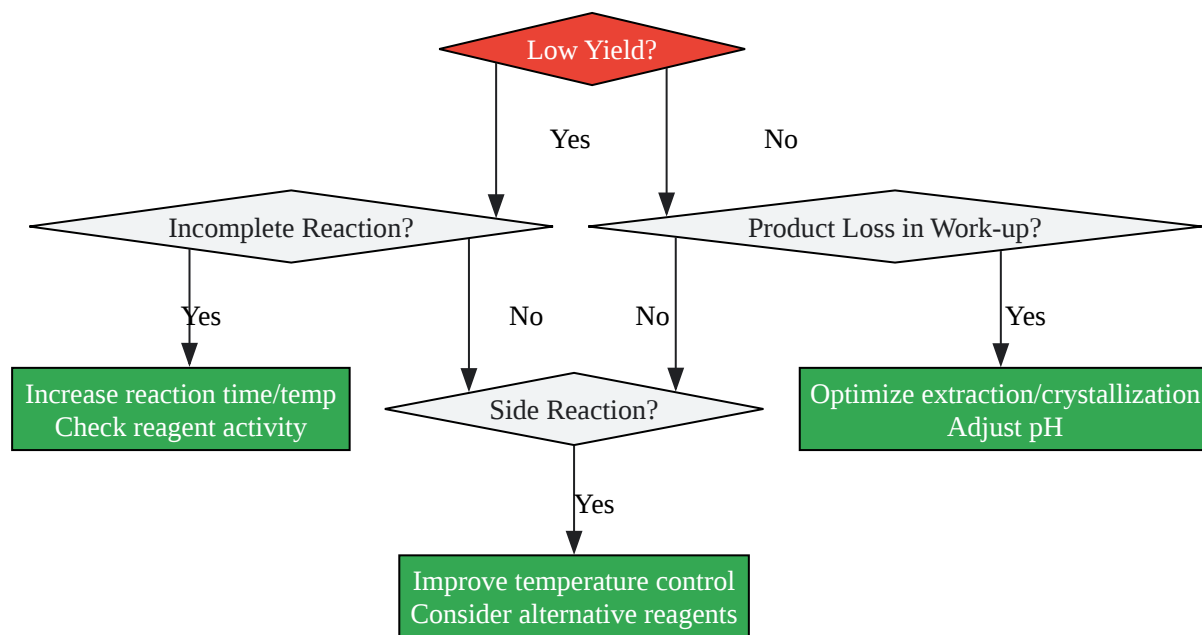 Low Yield?
Yes
No
Incomplete Reaction?
Product Loss in Work-up?
Yes
No
No
Yes
Increase reaction time/temp
Check reagent activity
Side Reaction?
Optimize extraction/crystallization
Adjust pH
Yes
Improve temperature control
Consider alternative reagents